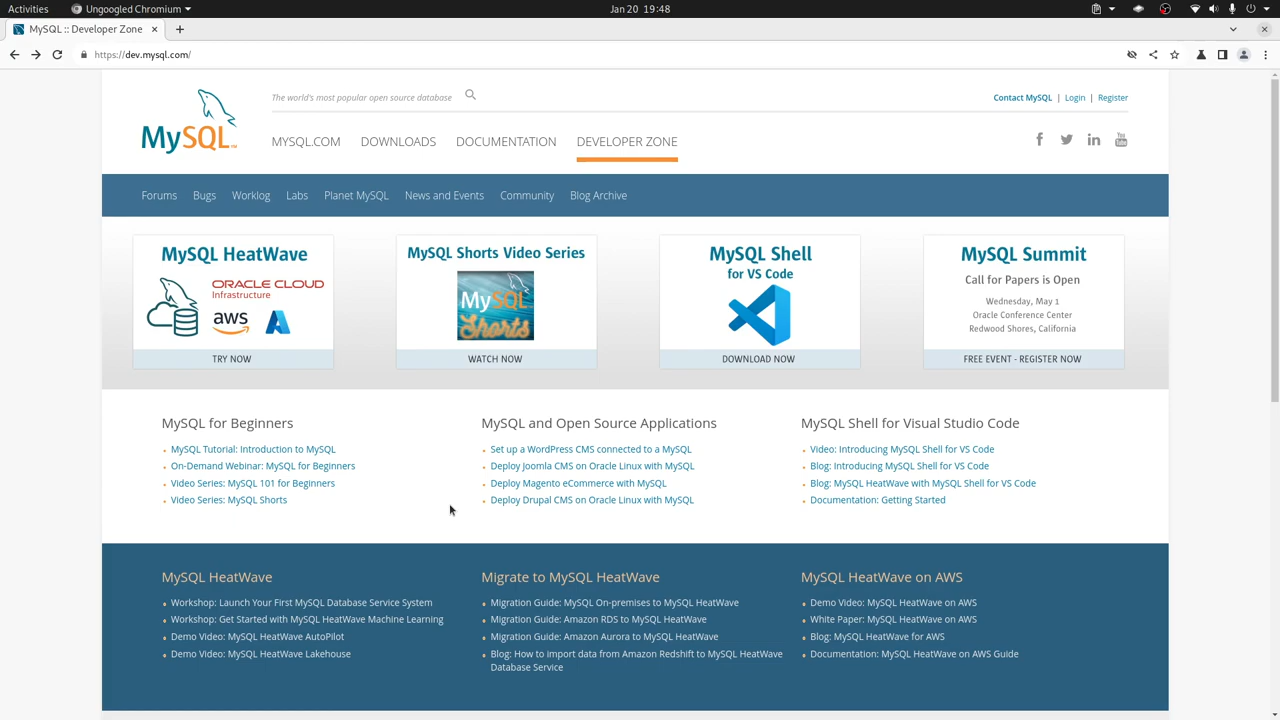 Activities
Ungoogled Chromium
Jan 20 19:48
MySQL :: Developer Zone
https://dev.mysql.com/
MySQL
The world's most popular open source database
Contact MySQL | Login | Register
MYSQL.COM DOWNLOADS DOCUMENTATION DEVELOPER ZONE
Forums Bugs Worklog Labs Planet MySQL News and Events Community Blog Archive
MySQL HeatWave
ORACLE CLOUD
Infrastructure
aws
TRY NOW
MySQL Shorts Video Series
MySQL
Shorts
WATCH NOW
MySQL Shell
for VS Code
DOWNLOAD NOW
MySQL Summit
Call for Papers is Open
Wednesday, May 1
Oracle Conference Center
Redwood Shores, California
FREE EVENT - REGISTER NOW
MySQL for Beginners
MySQL Tutorial: Introduction to MySQL
On-Demand Webinar: MySQL for Beginners
Video Series: MySQL 101 for Beginners
Video Series: MySQL Shorts
MySQL and Open Source Applications
Set up a WordPress CMS connected to a MySQL
Deploy Joomla CMS on Oracle Linux with MySQL
Deploy Magento eCommerce with MySQL
Deploy Drupal CMS on Oracle Linux with MySQL
MySQL Shell for Visual Studio Code
Video: Introducing MySQL Shell for VS Code
Blog: Introducing MySQL Shell for VS Code
Blog: MySQL HeatWave with MySQL Shell for VS Code
Documentation: Getting Started
MySQL HeatWave
Workshop: Launch Your First MySQL Database Service System
Workshop: Get Started with MySQL HeatWave Machine Learning
Demo Video: MySQL HeatWave AutoPilot
Demo Video: MySQL HeatWave Lakehouse
Migrate to MySQL HeatWave
Migration Guide: MySQL On-premises to MySQL HeatWave
Migration Guide: Amazon RDS to MySQL HeatWave
Migration Guide: Amazon Aurora to MySQL HeatWave
Blog: How to import data from Amazon Redshift to MySQL HeatWave
Database Service
MySQL HeatWave on AWS
Demo Video: MySQL HeatWave on AWS
White Paper: MySQL HeatWave on AWS
Blog: MySQL HeatWave for AWS
Documentation: MySQL HeatWave on AWS Guide